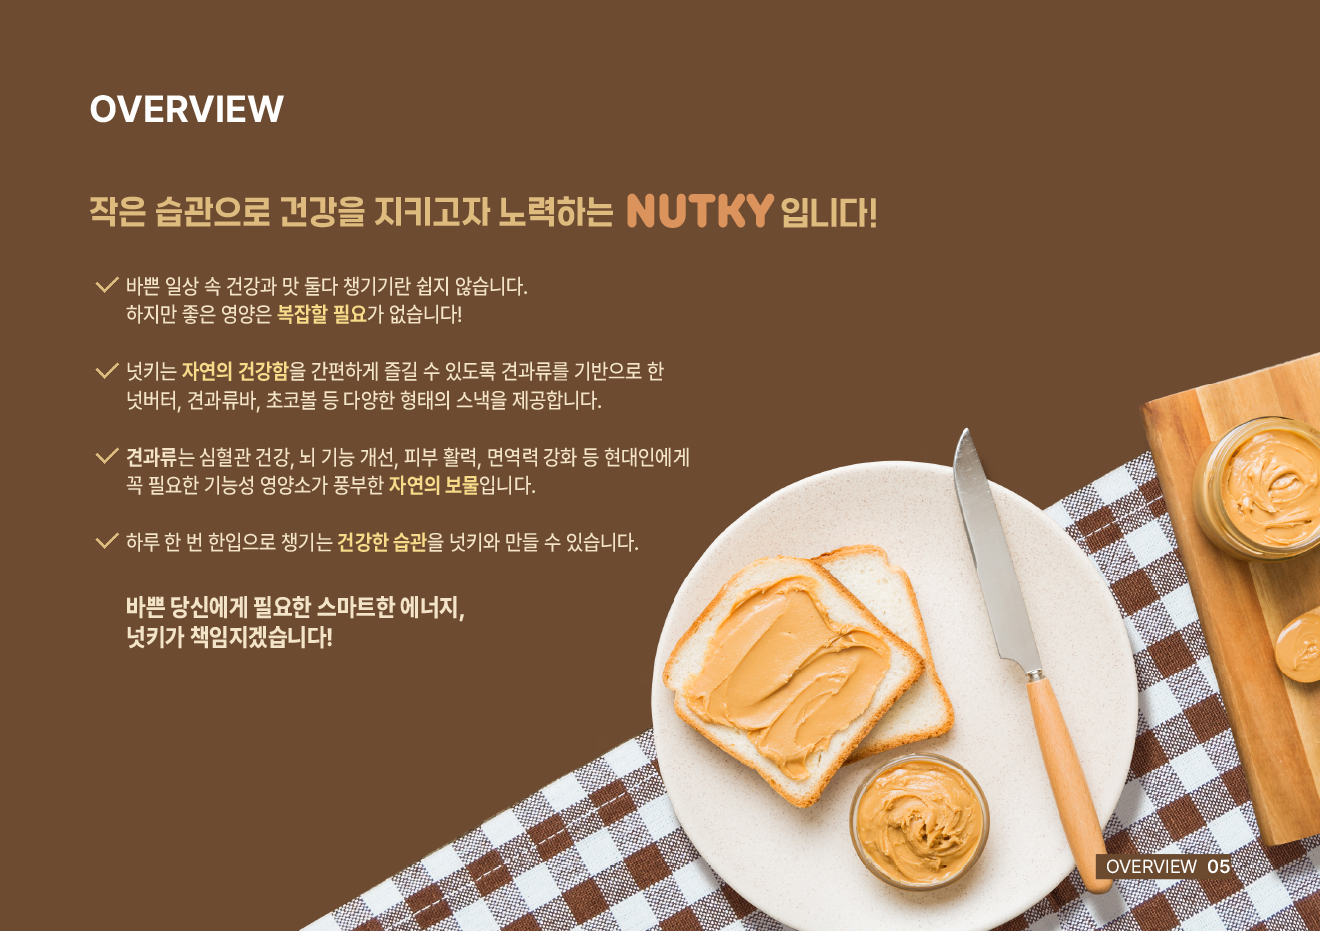 OVERVIEW
작은 습관으로 건강을 지키고자 노력하는 NUTKY 입니다!
바쁜 일상 속 건강과 맛 둘다 챙기기란 쉽지 않습니다.
하지만 좋은 영양은 복잡할 필요가 없습니다!
넛키는 자연의 건강함을 간편하게 즐길 수 있도록 견과류를 기반으로 한
넛버터, 견과류바, 초코볼 등 다양한 형태의 스낵을 제공합니다.
견과류는 심혈관 건강, 뇌 기능 개선, 피부 활력, 면역력 강화 등 현대인에게
꼭 필요한 기능성 영양소가 풍부한 자연의 보물입니다.
하루 한 번 한입으로 챙기는 건강한 습관을 넛키와 만들 수 있습니다.
바쁜 당신에게 필요한 스마트한 에너지,
넛키가 책임지겠습니다!
OVERVIEW 05